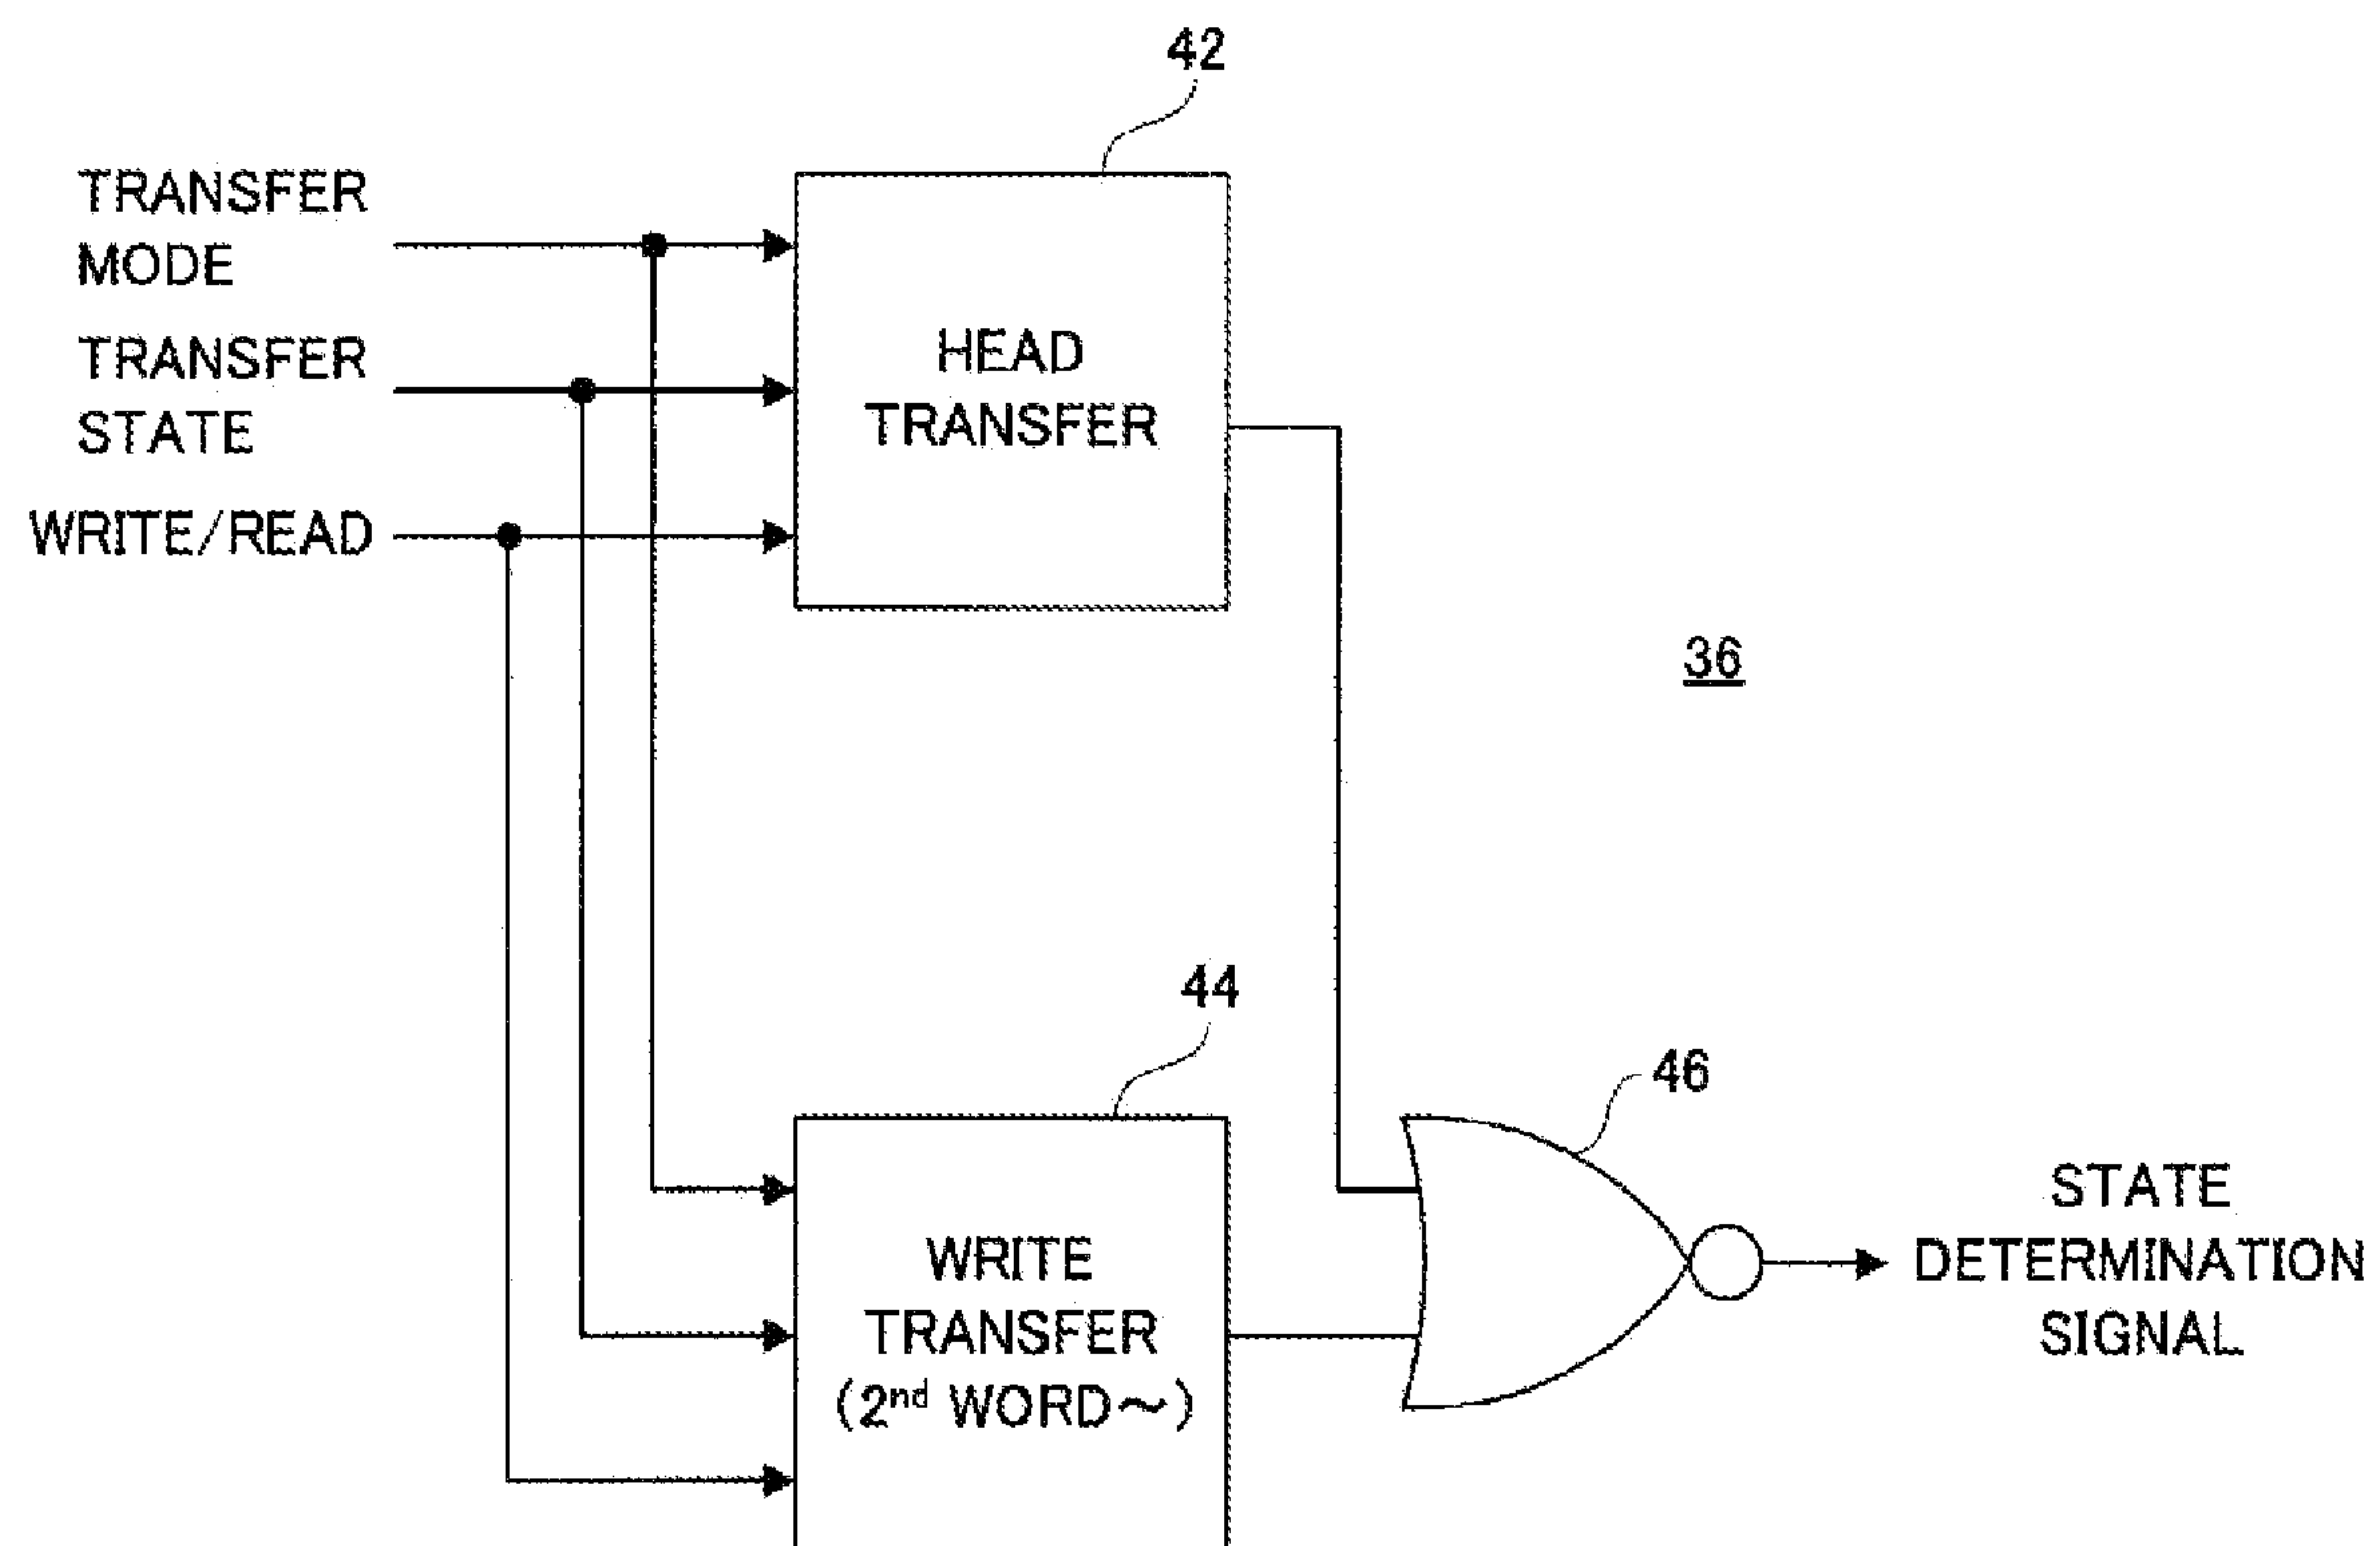 42
TRANSFER
MODE
TRANSFER
STATE
WRITE/READ
HEAD
TRANSFER
36
44
46
WRITE
TRANSFER
(2nd WORD～)
STATE
DETERMINATION
SIGNAL